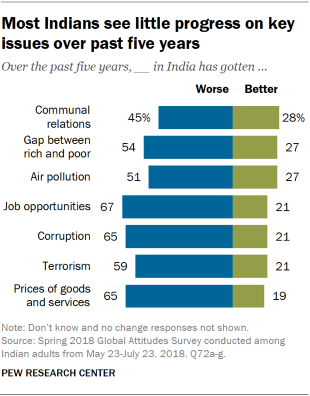 Most Indians see little progress on key
issues over past five years
Over the past five years, __ in India has gotten ...
Worse Better
Communal
relations 45% 28%
Gap between
rich and poor 54 27
Air pollution 51 27
Job opportunities 67 21
Corruption 65 21
Terrorism 59 21
Prices of goods
and services 65 19
Note: Don't know and no change responses not shown.
Source: Spring 2018 Global Attitudes Survey conducted among
Indian adults from May 23-July 23, 2018. Q72a-g.
PEW RESEARCH CENTER